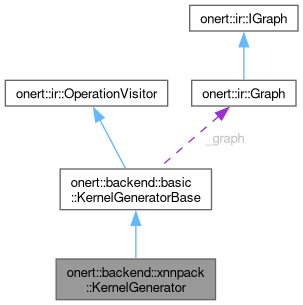 onert::ir::IGraph
onert::ir::OperationVisitor
onert::ir::Graph
_graph
onert::backend::basic
::KernelGeneratorBase
onert::backend::xnnpack
::KernelGenerator